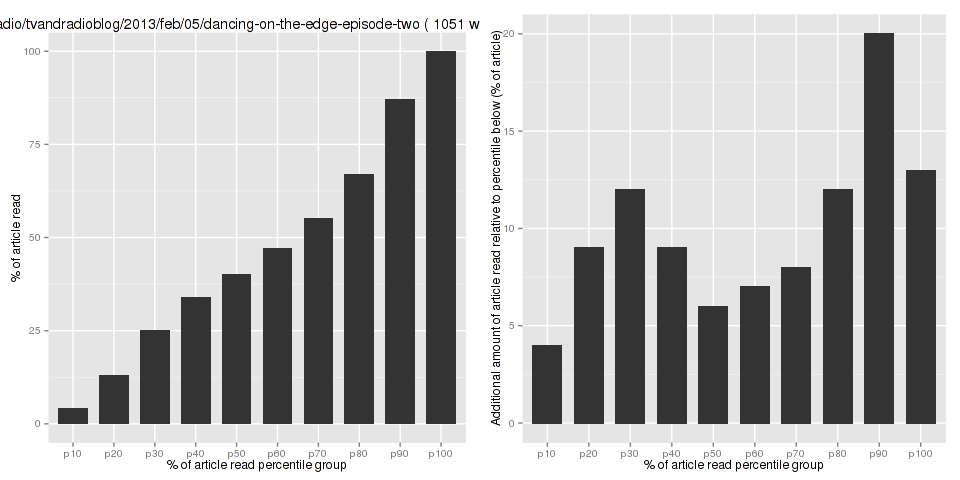 adio/tvandradioblog/2013/feb/05/dancing-on-the-edge-episode-two ( 1051 w
% of article read
100
75
50
25
0
p10 p20 p30 p40 p50 p60 p70 p80 p90 p100
% of article read percentile group
Additional amount of article read relative to percentile below (% of article)
20
15
10
5
0
p10 p20 p30 p40 p50 p60 p70 p80 p90 p100
% of article read percentile group